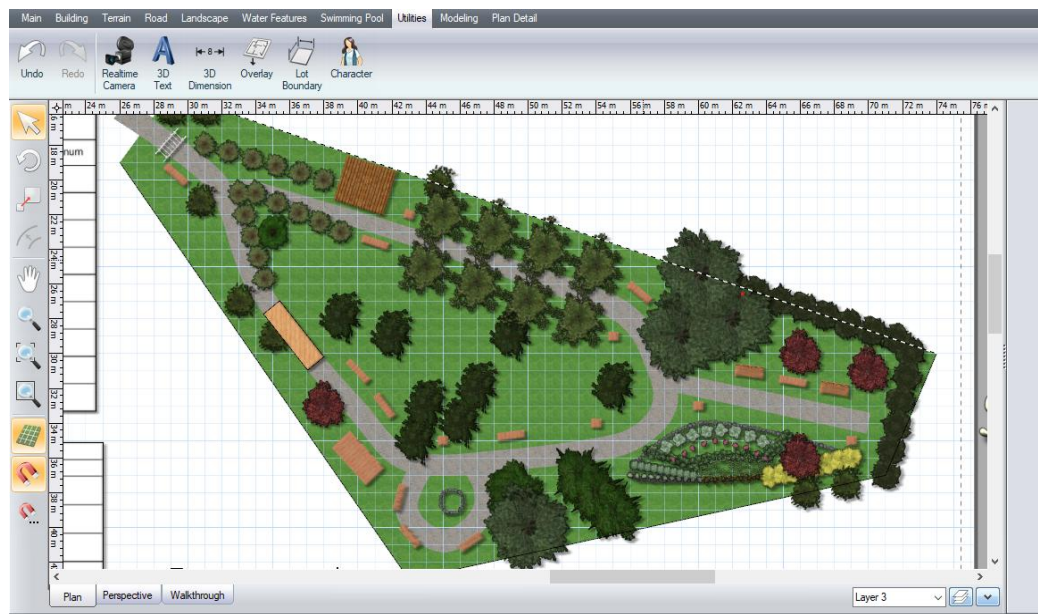 Main Building Terrain Road Landscape Water Features Swimming Pool Utilities Modeling Plan Detail
Undo Redo Realtime Camera 3D Text 3D Dimension Overlay Lot Boundary Character
m 24 m 26 m 28 m 30 m 32 m 34 m 36 m 38 m 40 m 42 m 44 m 46 m 48 m 50 m 52 m 54 m 56 m 58 m 60 m 62 m 64 m 66 m 68 m 70 m 72 m 74 m 76
num
18 m
20 m
22 m
24 m
26 m
28 m
30 m
32 m
34 m
36 m
38 m
40 m
Plan Perspective Walkthrough Layer 3